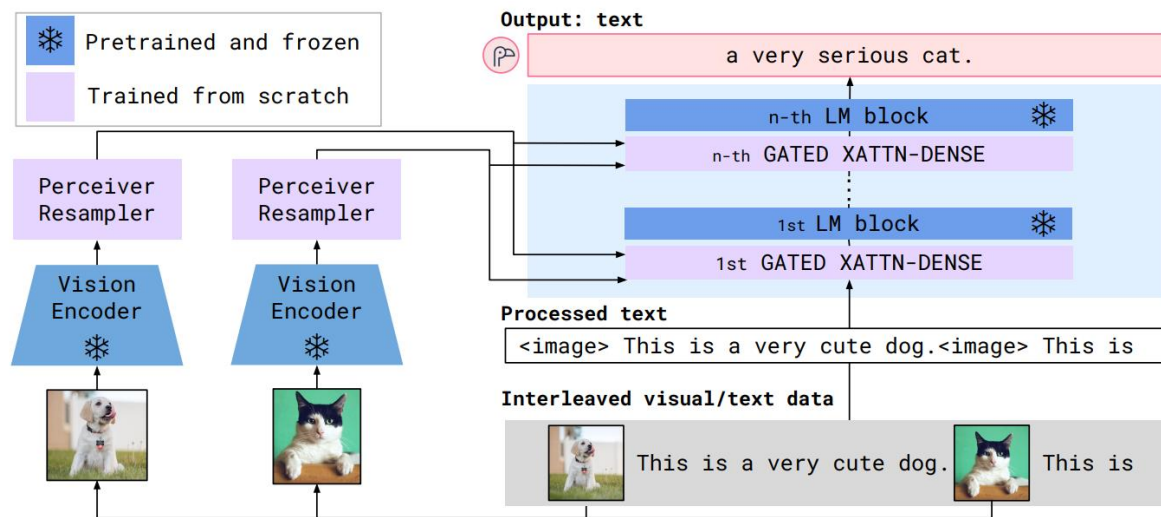 Pretrained and frozen
Trained from scratch
Perceiver
Resampler
Perceiver
Resampler
Vision
Encoder
Vision
Encoder
Output: text
a very serious cat.
n-th LM block
n-th GATED XATTN-DENSE
1st LM block
1st GATED XATTN-DENSE
Processed text
<image> This is a very cute dog.<image> This is
Interleaved visual/text data
This is a very cute dog.
This is